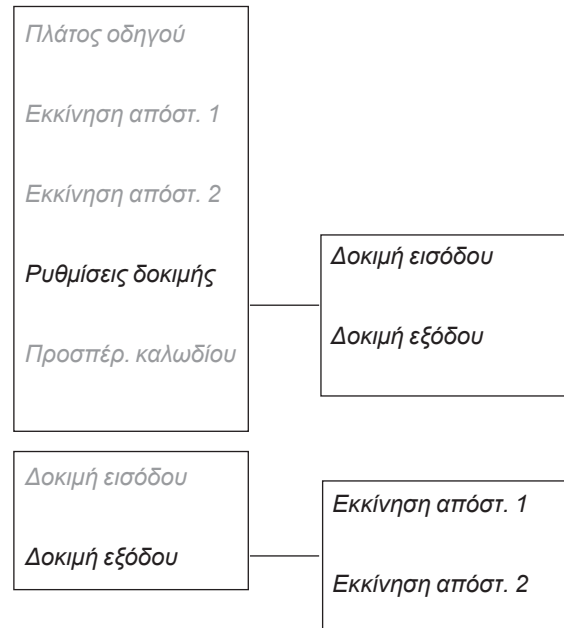 Πλάτος οδηγού
Εκκίνηση απόστ. 1
Εκκίνηση απόστ. 2
Ρυθμίσεις δοκιμής
Προσπέρ. καλωδίου
Δοκιμή εισόδου
Δοκιμή εξόδου
Δοκιμή εισόδου
Δοκιμή εξόδου
Εκκίνηση απόστ. 1
Εκκίνηση απόστ. 2